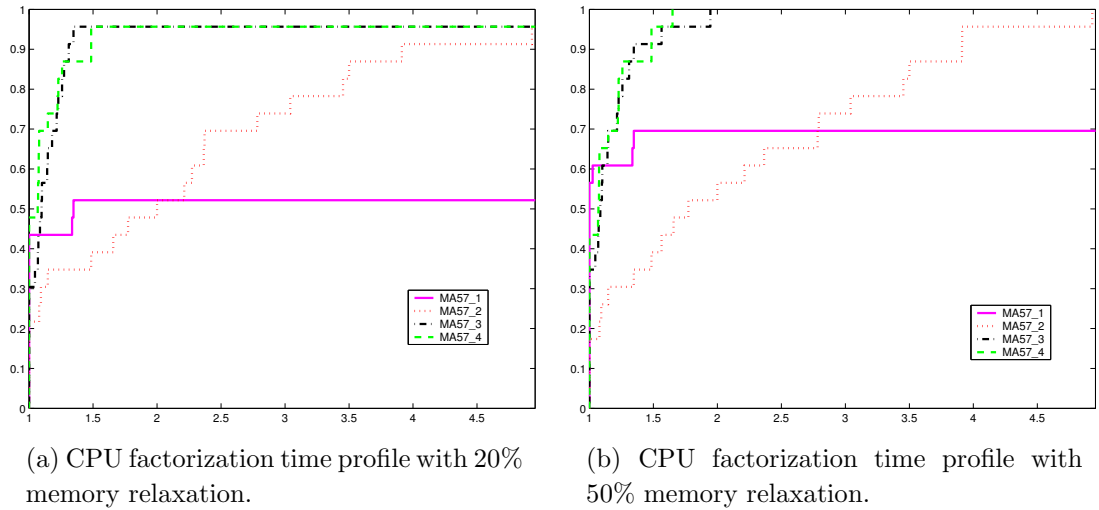 1
0.9
0.8
0.7
0.6
0.5
0.4
0.3
0.2
0.1
0
1 1.5 2 2.5 3 3.5 4 4.5
MA57_1
MA57_2
MA57_3
MA57_4
(a) CPU factorization time profile with 20%
memory relaxation.
1
0.9
0.8
0.7
0.6
0.5
0.4
0.3
0.2
0.1
0
1 1.5 2 2.5 3 3.5 4 4.5
MA57_1
MA57_2
MA57_3
MA57_4
(b) CPU factorization time profile with
50% memory relaxation.